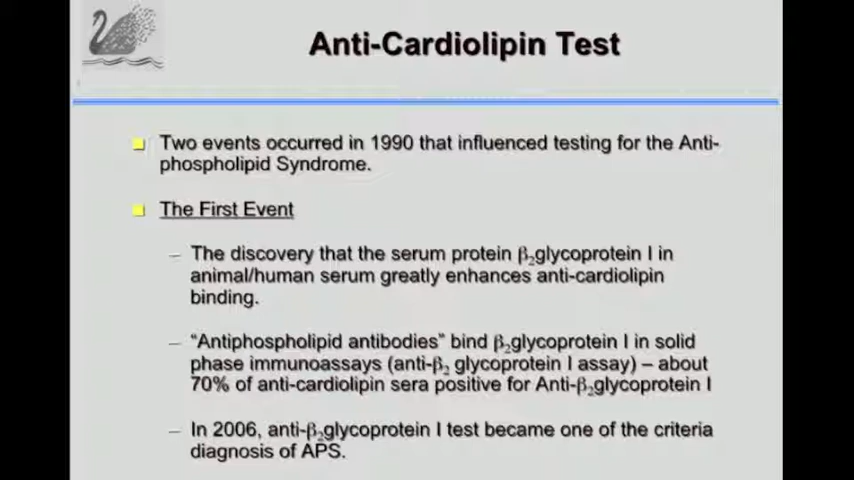 Anti-Cardiolipin Test
Two events occurred in 1990 that influenced testing for the Anti-
phospholipid Syndrome.
The First Event
– The discovery that the serum protein β₂glycoprotein I in
animal/human serum greatly enhances anti-cardiolipin
binding.
– “Antiphospholipid antibodies” bind β₂glycoprotein I in solid
phase immunoassays (anti-β₂ glycoprotein I assay) – about
70% of anti-cardiolipin sera positive for Anti-β₂glycoprotein I
– In 2006, anti-β₂glycoprotein I test became one of the criteria
diagnosis of APS.